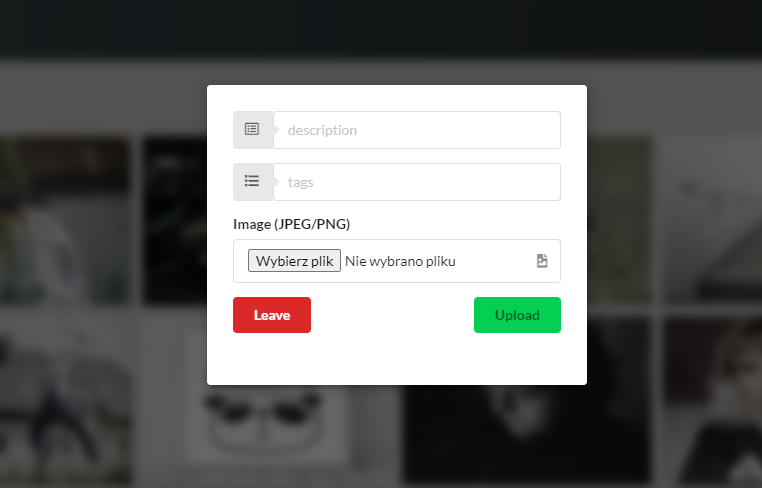 description
tags
Image (JPEG/PNG)
Wybierz plik Nie wybrano pliku
Leave Upload